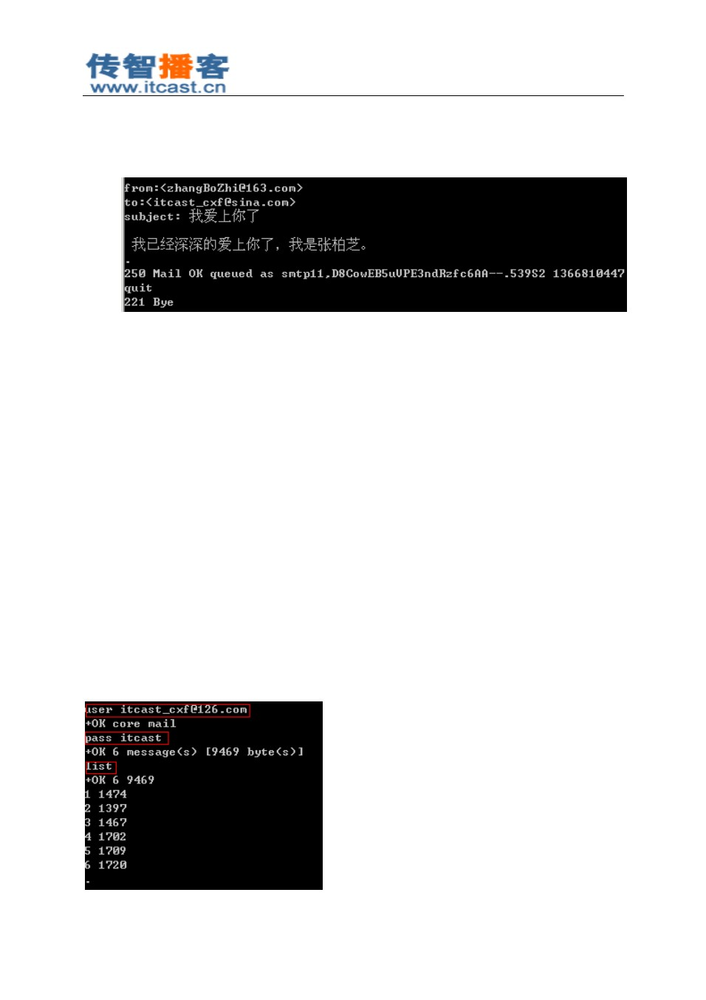 传智播客
www.itcast.cn
from:<zhangBoZhi@163.com>
to:<itcast_cxf@sina.com>
subject: 我爱上你了
我已经深深的爱上你了，我是张柏芝。
.
250 Mail OK queued as smtp11,D8CowEB5uVPE3ndRzfc6AA--.539S2 1366810447
quit
221 Bye
user itcast_cxf@126.com
+OK core mail
pass itcast
+OK 6 message(s) [9469 byte(s)]
list
+OK 6 9469
1 1474
2 1397
3 1467
4 1702
5 1709
6 1720
.